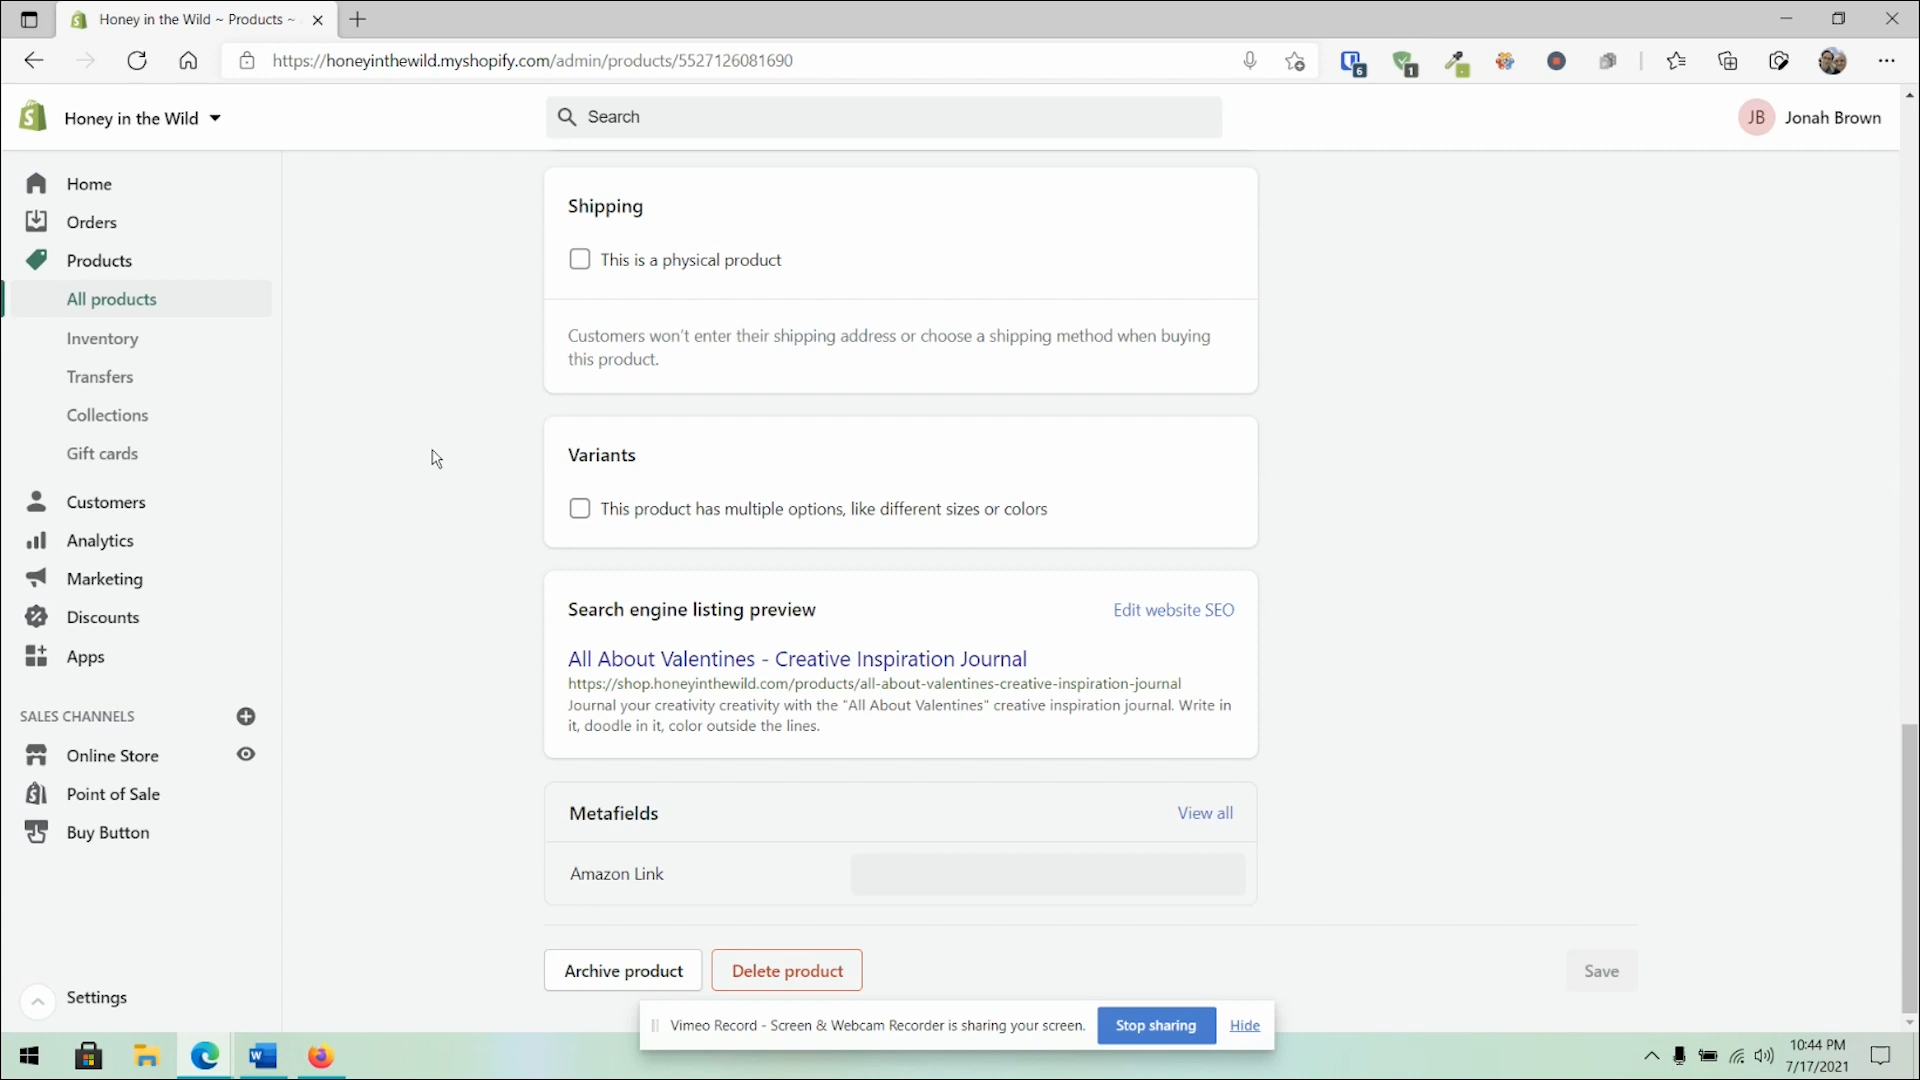 Honey in the Wild ~ Products ~
https://honeyinthewild.myshopify.com/admin/products/5527126081690
6
1
Honey in the Wild
Search
JB
Jonah Brown
Home
Orders
Products
All products
Inventory
Transfers
Collections
Gift cards
Customers
Analytics
Marketing
Discounts
Apps
SALES CHANNELS
Online Store
Point of Sale
Buy Button
Settings
Shipping
This is a physical product
Customers won't enter their shipping address or choose a shipping method when buying
this product.
Variants
This product has multiple options, like different sizes or colors
Search engine listing preview
Edit website SEO
All About Valentines - Creative Inspiration Journal
https://shop.honeyinthewild.com/products/all-about-valentines-creative-inspiration-journal
Journal your creativity creativity with the "All About Valentines" creative inspiration journal. Write in
it, doodle in it, color outside the lines.
Metafields
View all
Amazon Link
Archive product
Delete product
Save
Vimeo Record - Screen & Webcam Recorder is sharing your screen.
Stop sharing
Hide
10:44 PM
7/17/2021